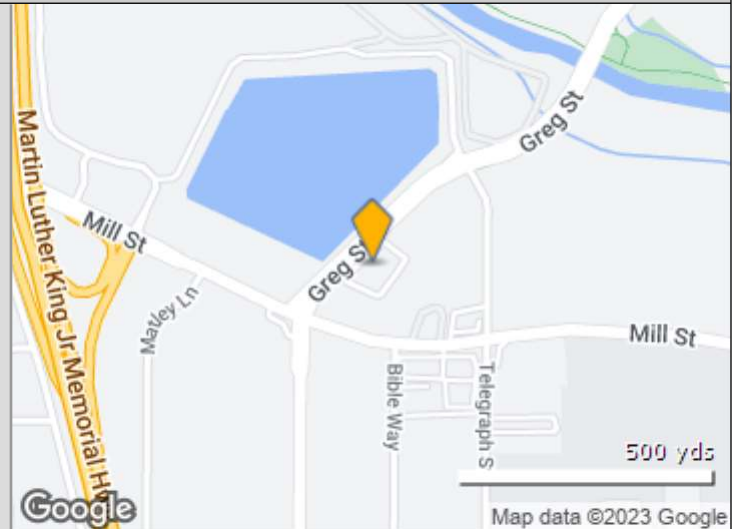 Greg St
Martin Luther King Jr Memorial Hw
Mill St
Greg St
Matley Ln
Mill St
Bible Way
Telegraph S
500 yds
Google
Map data ©2023 Google